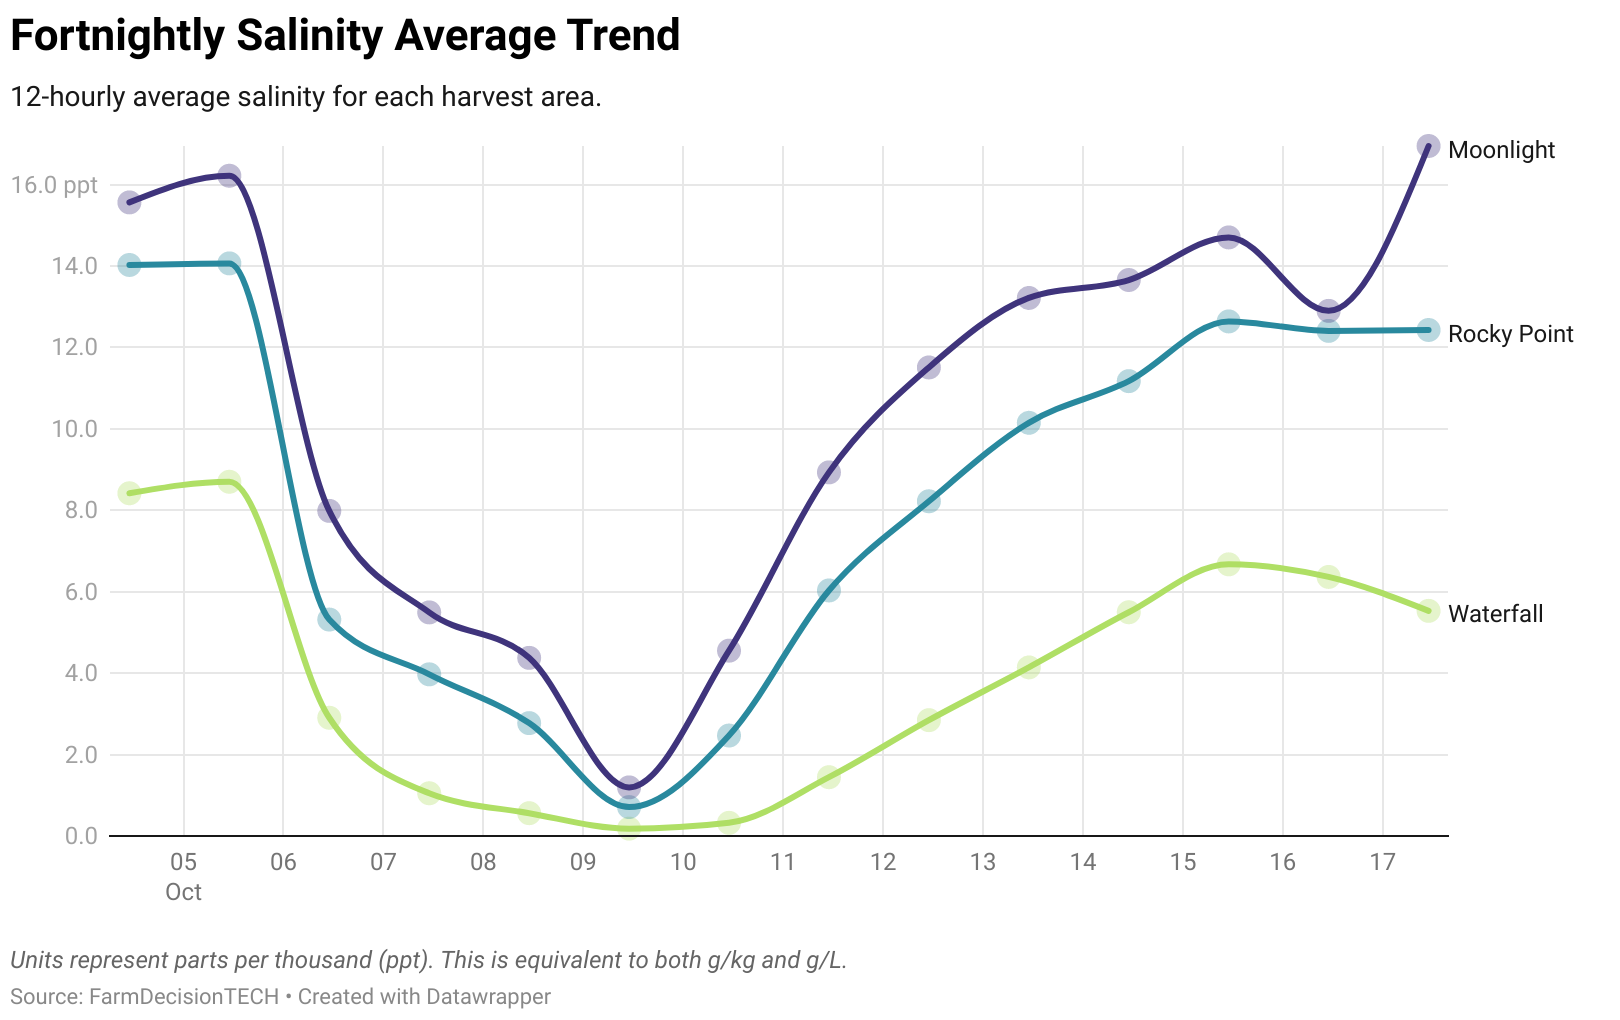 Fortnightly Salinity Average Trend
12-hourly average salinity for each harvest area.
Moonlight
16.0 ppt
14.0
Rocky Point
12.0
10.0
8.0
6.0
Waterfall
4.0
2.0
0.0
05 06 07 08 09 10 11 12 13 14 15 16 17
Oct
Units represent parts per thousand (ppt). This is equivalent to both g/kg and g/L.
Source: FarmDecisionTECH • Created with Datawrapper